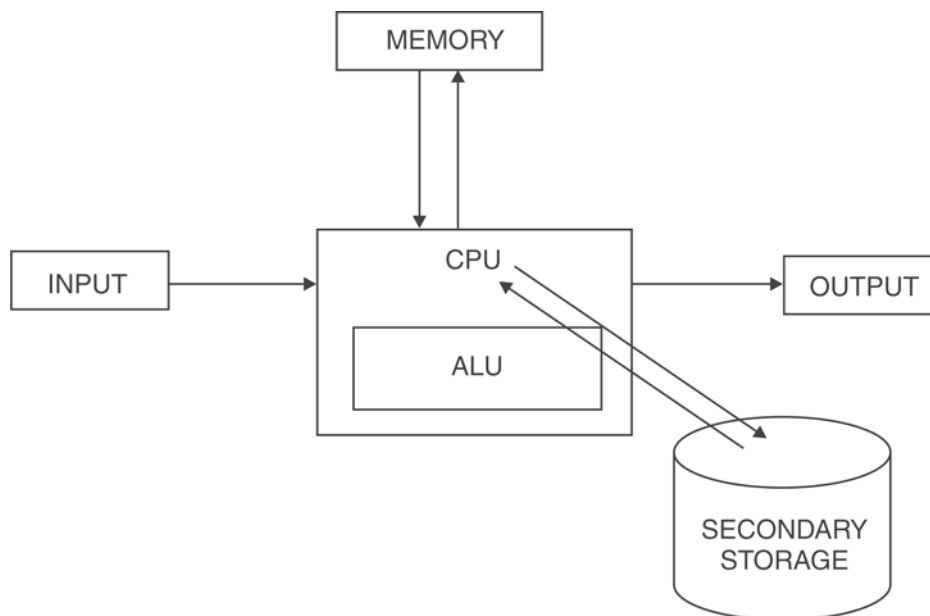 MEMORY
CPU
INPUT
OUTPUT
ALU
SECONDARY
STORAGE